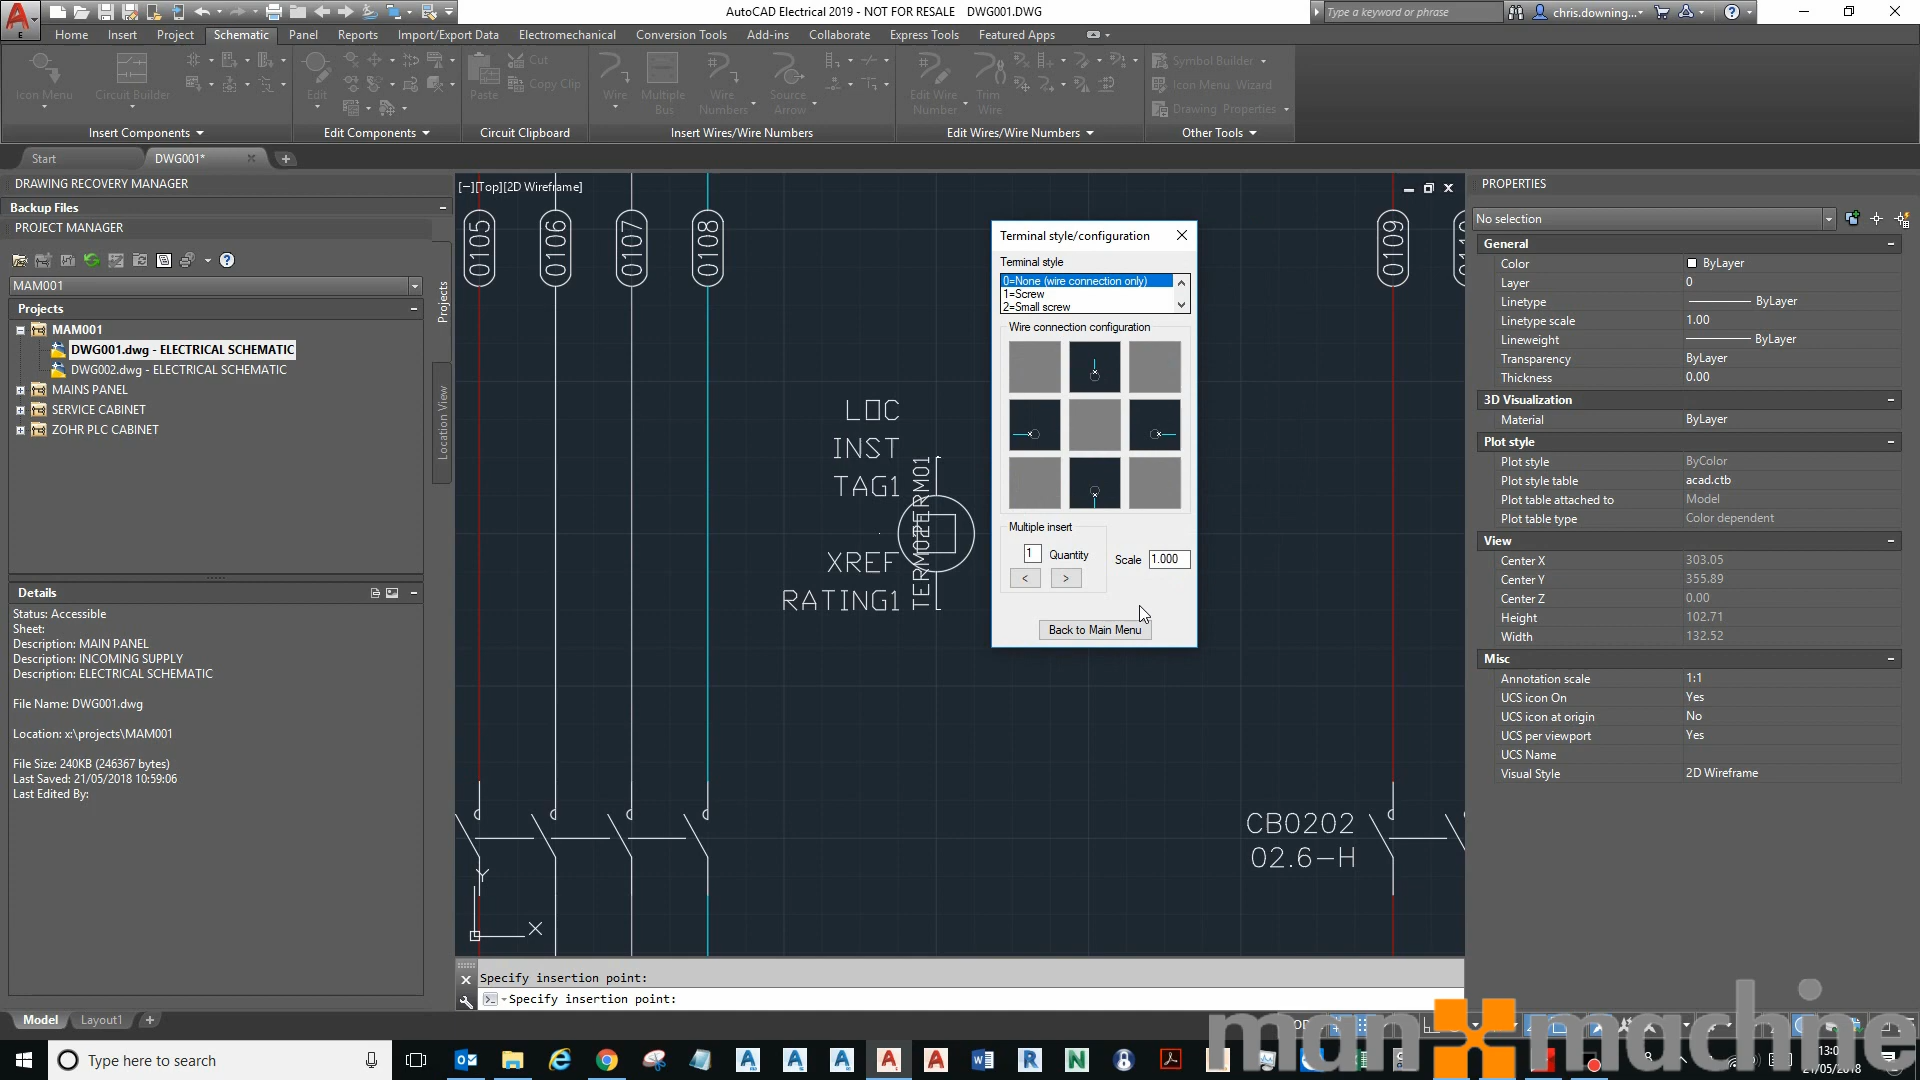 AutoCAD Electrical 2019 - NOT FOR RESALE DWG001.DWG
Type a keyword or phrase
chris.downing...
Home Insert Project Schematic Panel Reports Import/Export Data Electromechanical Conversion Tools Add-ins Collaborate Express Tools Featured Apps
Icon Menu
Circuit Builder
Edit
Paste
Cut
Copy Clip
Wire
Multiple Bus
Wire Numbers
Source Arrow
Edit Wire Number
Trim Wire
Symbol Builder
Icon Menu Wizard
Drawing Properties
Insert Components Edit Components Circuit Clipboard Insert Wires/Wire Numbers Edit Wires/Wire Numbers Other Tools
Start DWG001*
DRAWING RECOVERY MANAGER
Backup Files
PROJECT MANAGER
MAM001
Projects
MAM001
DWG001.dwg - ELECTRICAL SCHEMATIC
DWG002.dwg - ELECTRICAL SCHEMATIC
MAINS PANEL
SERVICE CABINET
ZOHR PLC CABINET
Projects
Location View
Details
Status: Accessible
Sheet:
Description: MAIN PANEL
Description: INCOMING SUPPLY
Description: ELECTRICAL SCHEMATIC
File Name: DWG001.dwg
Location: x:\projects\MAM001
File Size: 240KB (246367 bytes)
Last Saved: 21/05/2018 10:59:06
Last Edited By:
[−][Top][2D Wireframe]
0105
0106
0107
0108
0109
LOC
INST
TAG1
XREF
RATING1
TERM01
CB0202
02.6-H
Y
X
Terminal style/configuration
Terminal style
0=None (wire connection only)
1=Screw
2=Small screw
Wire connection configuration
Multiple insert
1 Quantity
Scale 1.000
< >
Back to Main Menu
Specify insertion point:
Specify insertion point:
PROPERTIES
No selection
General
Color ByLayer
Layer 0
Linetype ByLayer
Linetype scale 1.00
Lineweight ByLayer
Transparency ByLayer
Thickness 0.00
3D Visualization
Material ByLayer
Plot style
Plot style ByColor
Plot style table acad.ctb
Plot table attached to Model
Plot table type Color dependent
View
Center X 303.05
Center Y 355.89
Center Z 0.00
Height 102.71
Width 132.52
Misc
Annotation scale 1:1
UCS icon On Yes
UCS icon at origin No
UCS per viewport Yes
UCS Name
Visual Style 2D Wireframe
Model Layout1
man machine
Type here to search
21/05/2018